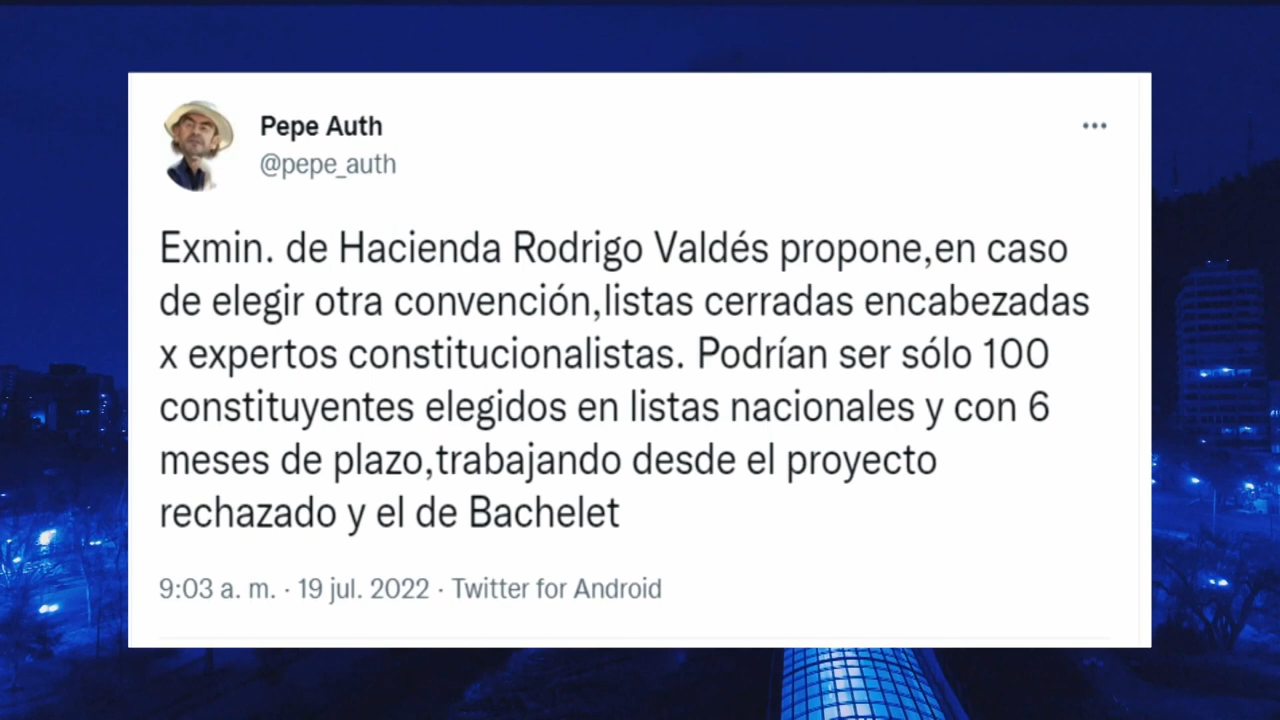 Pepe Auth
@pepe_auth
Exmin. de Hacienda Rodrigo Valdés propone,en caso
de elegir otra convención,listas cerradas encabezadas
x expertos constitucionalistas. Podrían ser sólo 100
constituyentes elegidos en listas nacionales y con 6
meses de plazo,trabajando desde el proyecto
rechazado y el de Bachelet
9:03 a. m. · 19 jul. 2022 · Twitter for Android